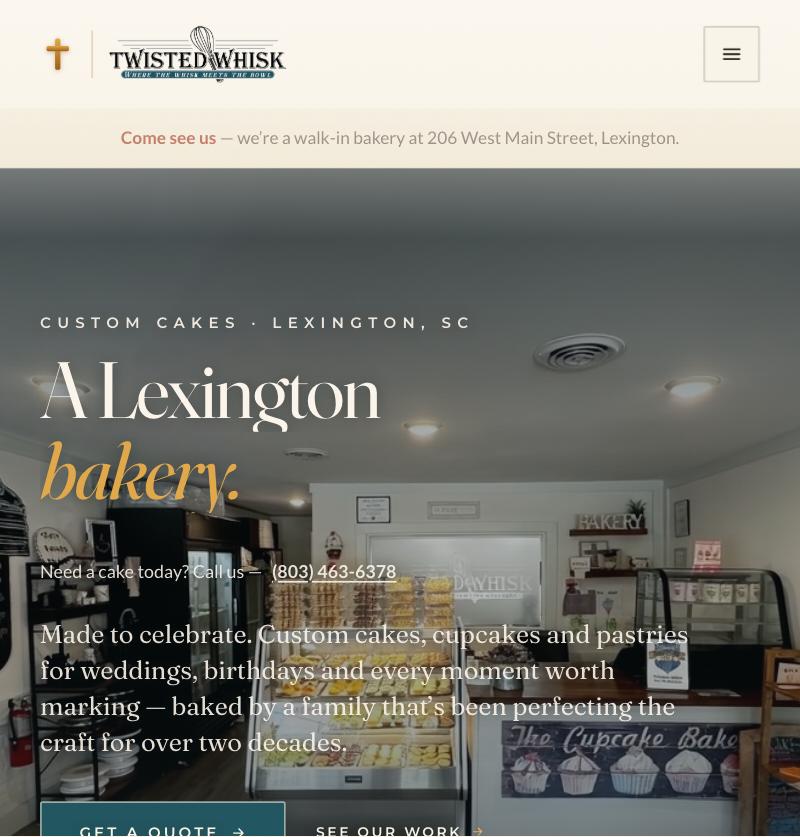 TWISTED WHISK
WHERE THE WHISK MEETS THE BOWL
Come see us — we’re a walk-in bakery at 206 West Main Street, Lexington.
CUSTOM CAKES · LEXINGTON, SC
A Lexington
bakery.
BAKERY
Need a cake today? Call us — (803) 463-6378
Made to celebrate. Custom cakes, cupcakes and pastries
for weddings, birthdays and every moment worth
marking — baked by a family that’s been perfecting the
craft for over two decades.
The Cupcake Bake
GET A QUOTE →
SEE OUR WORK →